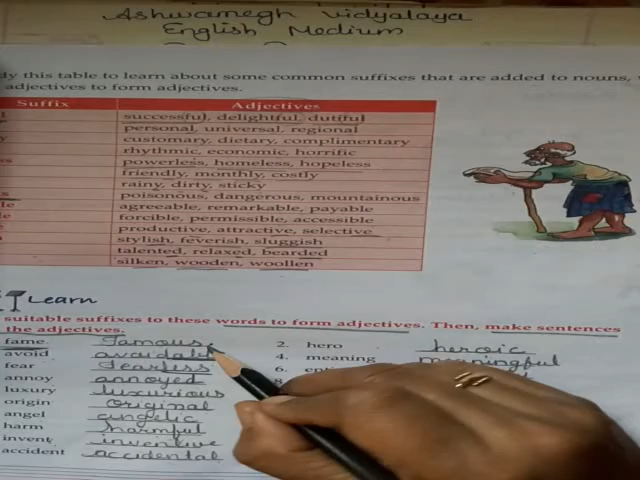 Ashwamegh Vidyalaya
English Medium
dy this table to learn about some common suffixes that are added to nouns,
adjectives to form adjectives.
Suffix Adjectives
successful, delightful, dutiful
personal, universal, regional
customary, dietary, complimentary
rhythmic, economic, horrific
powerless, homeless, hopeless
friendly, monthly, costly
rainy, dirty, sticky
poisonous, dangerous, mountainous
agreeable, remarkable, payable
forcible, permissible, accessible
productive, attractive, selective
stylish, feverish, sluggish
talented, relaxed, bearded
silken, wooden, woollen
Learn
suitable suffixes to these words to form adjectives. Then, make sentences
the adjectives.
fame Famous 2. hero heroic
avoid 4. meaning meaningful
fear Fearless 6.
annoy annoyed 8.
luxury luxurious
origin original
angel angelic
harm harmful
invent inventive
accident accidental